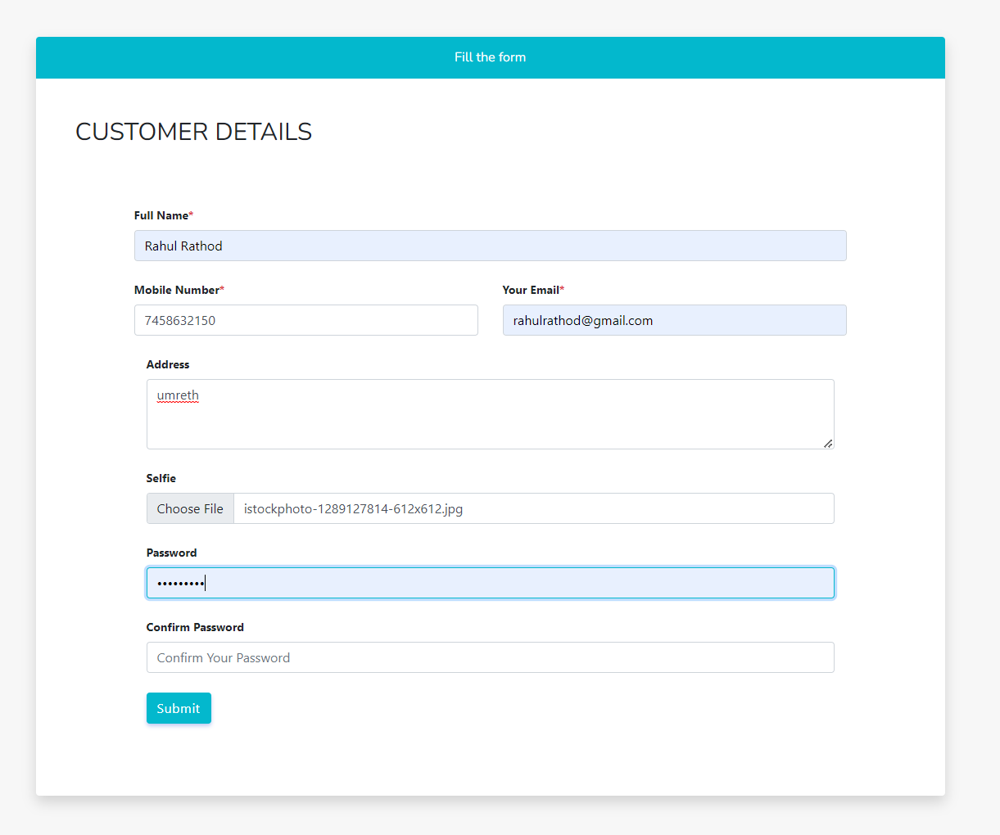 Fill the form
CUSTOMER DETAILS
Full Name*
Rahul Rathod
Mobile Number* Your Email*
7458632150 rahulrathod@gmail.com
Address
umreth
Selfie
Choose File istockphoto-1289127814-612x612.jpg
Password
•••••••••
Confirm Password
Confirm Your Password
Submit